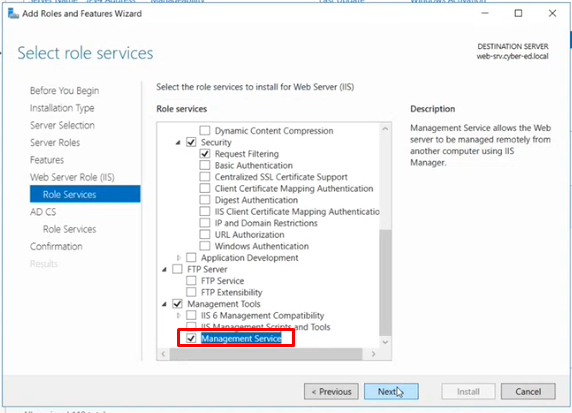 Add Roles and Features Wizard
Select role services
DESTINATION SERVER
web-srv.cyber-ed.local
Before You Begin
Installation Type
Server Selection
Server Roles
Features
Web Server Role (IIS)
Role Services
AD CS
Role Services
Confirmation
Results
Select the role services to install for Web Server (IIS)
Role services
Dynamic Content Compression
Security
Request Filtering
Basic Authentication
Centralized SSL Certificate Support
Client Certificate Mapping Authentication
Digest Authentication
IIS Client Certificate Mapping Authenticatio
IP and Domain Restrictions
URL Authorization
Windows Authentication
Application Development
FTP Server
FTP Service
FTP Extensibility
Management Tools
IIS 6 Management Compatibility
IIS Management Scripts and Tools
Management Service
Description
Management Service allows the Web
server to be managed remotely from
another computer using IIS
Manager.
< Previous
Next >
Install
Cancel